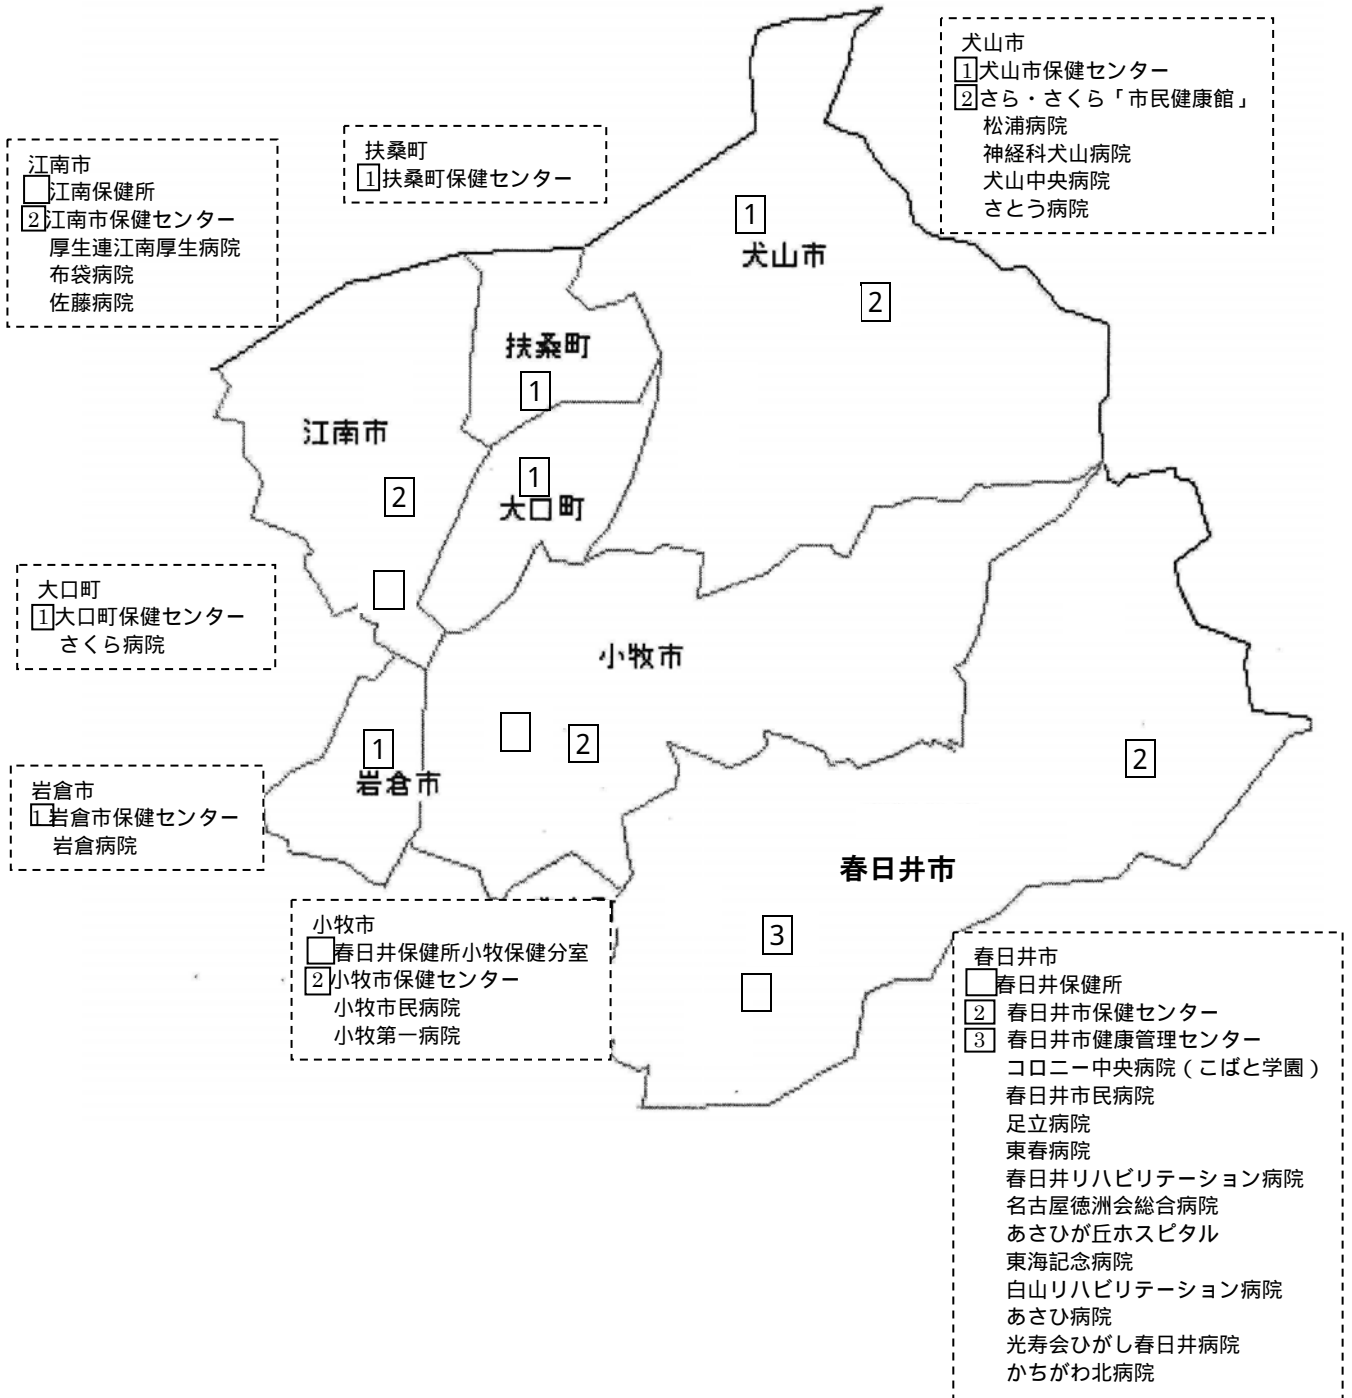 犬山市
1犬山市保健センター
2さら・さくら「市民健康館」
松浦病院
神経科犬山病院
犬山中央病院
さとう病院
扶桑町
1扶桑町保健センター
江南市
江南保健所
2江南市保健センター
厚生連江南厚生病院
布袋病院
佐藤病院
1
犬山市
2
扶桑町
1
江南市
1
2
大口町
大口町
1大口町保健センター
さくら病院
小牧市
2
1
岩倉市
2
岩倉市
1岩倉市保健センター
岩倉病院
春日井市
3
小牧市
春日井保健所小牧保健分室
2小牧市保健センター
小牧市民病院
小牧第一病院
春日井市
春日井保健所
2 春日井市保健センター
3 春日井市健康管理センター
コロニー中央病院(こばと学園)
春日井市民病院
足立病院
東春病院
春日井リハビリテーション病院
名古屋徳洲会総合病院
あさひが丘ホスピタル
東海記念病院
白山リハビリテーション病院
あさひ病院
光寿会ひがし春日井病院
かちがわ北病院